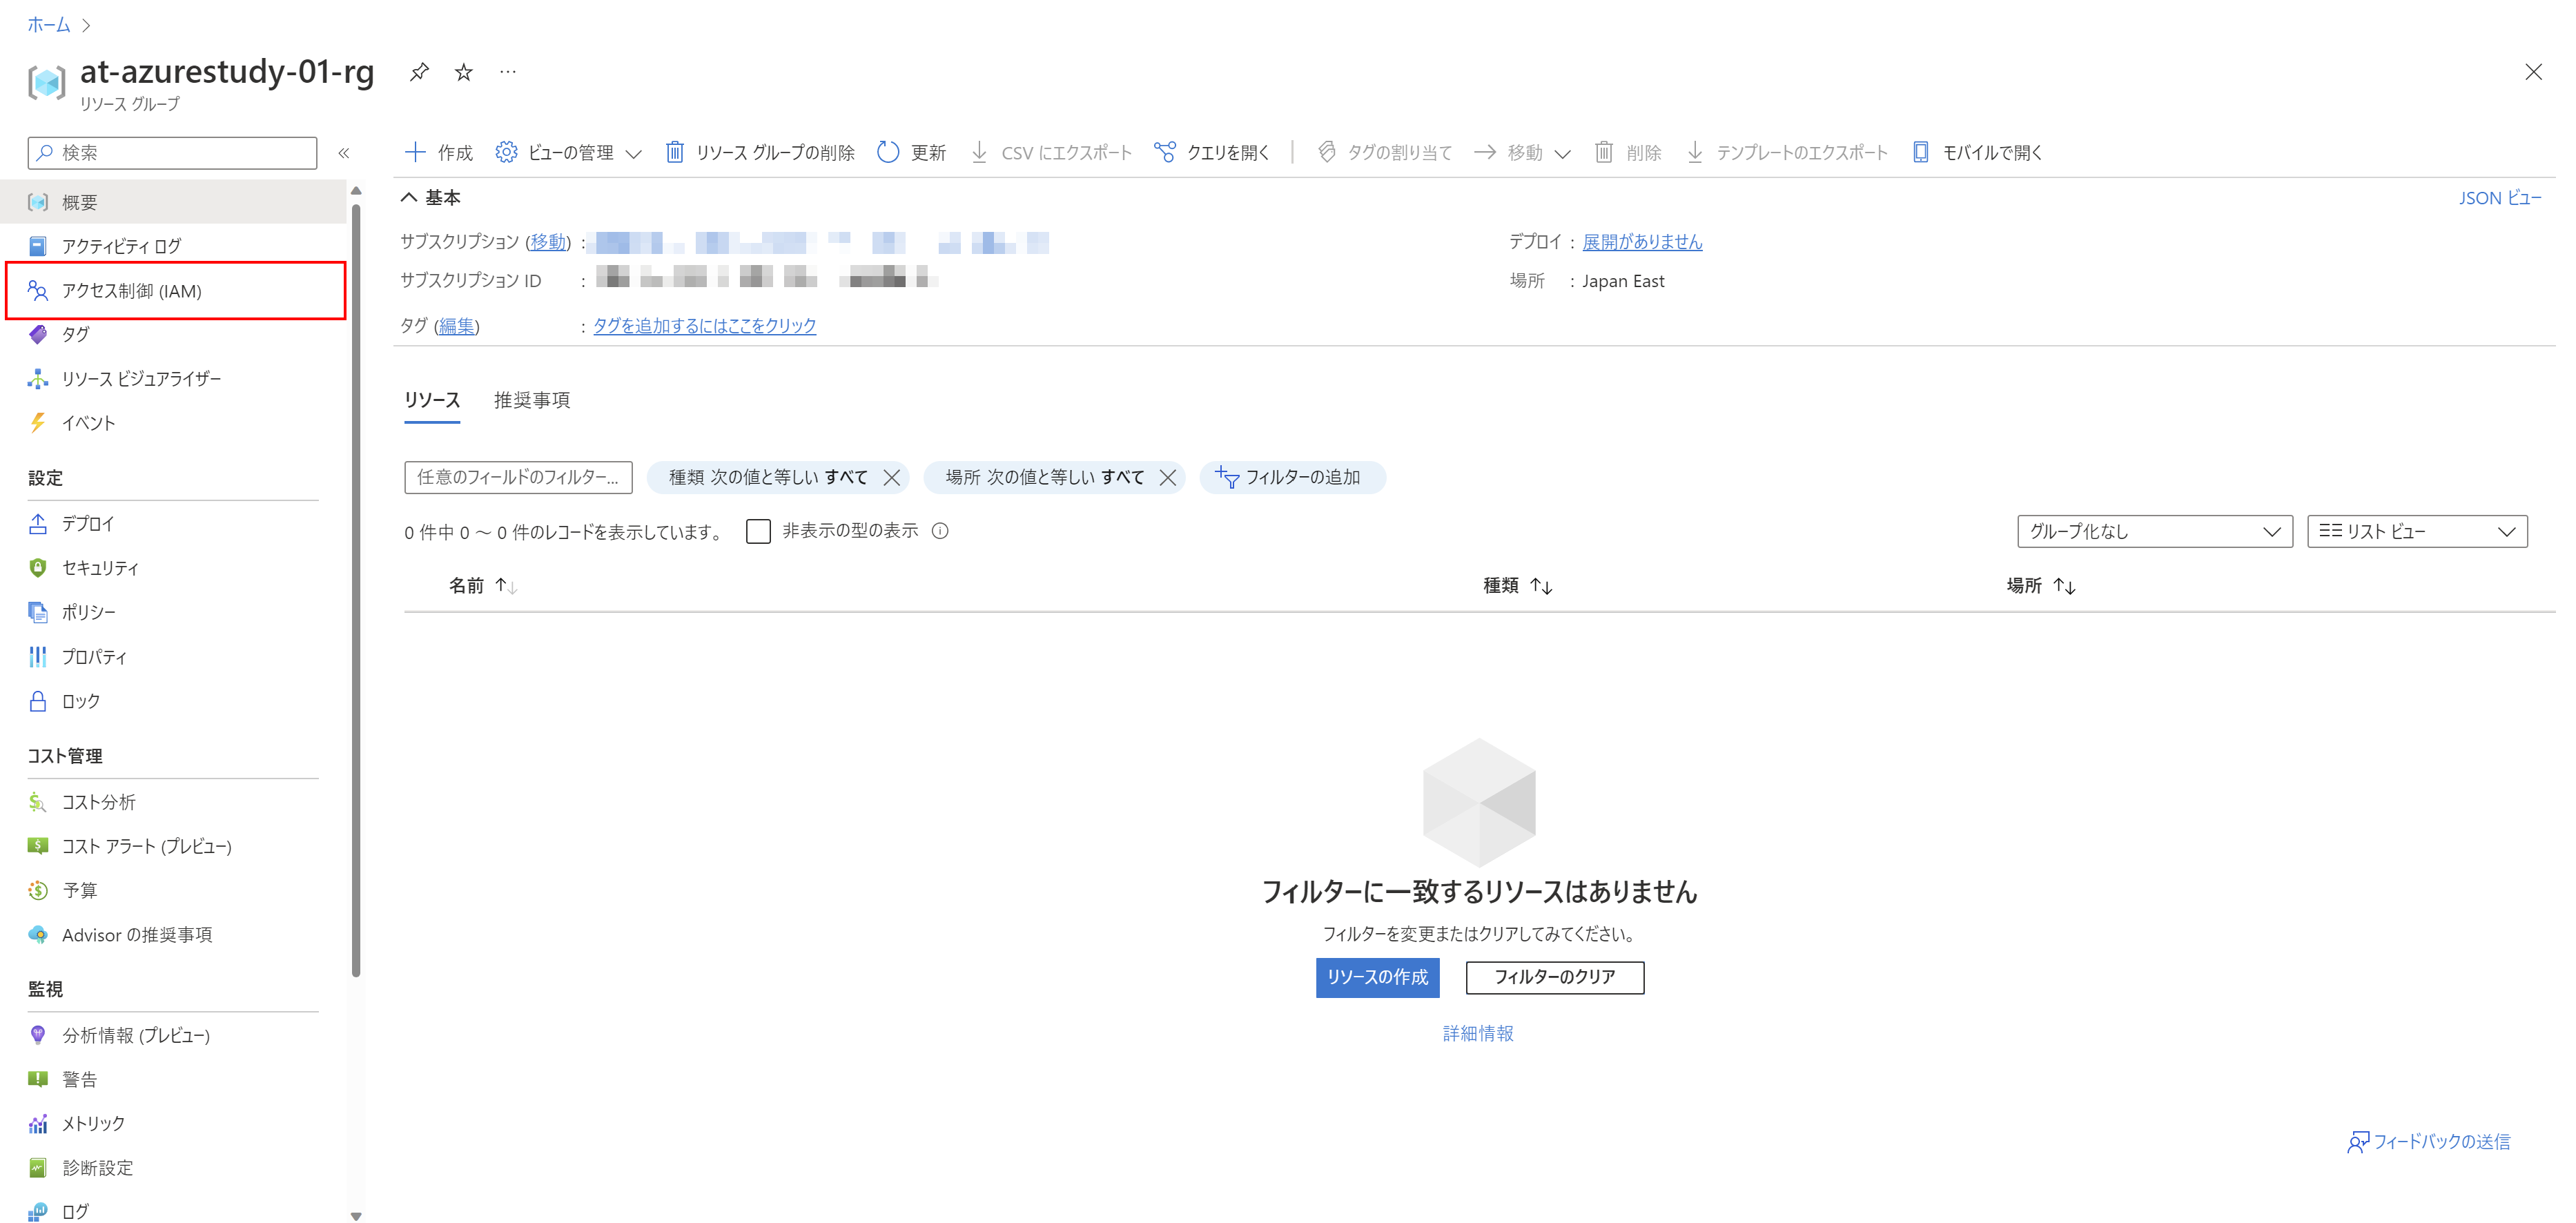 ホーム
at-azurestudy-01-rg
リソース グループ
検索
作成 ビューの管理 リソース グループの削除 更新 CSV にエクスポート クエリを開く タグの割り当て 移動 削除 テンプレートのエクスポート モバイルで開く
概要
アクティビティ ログ
アクセス制御 (IAM)
タグ
リソース ビジュアライザー
イベント
設定
デプロイ
セキュリティ
ポリシー
プロパティ
ロック
コスト管理
コスト分析
コスト アラート (プレビュー)
予算
Advisor の推奨事項
監視
分析情報 (プレビュー)
警告
メトリック
診断設定
ログ
基本
JSON ビュー
サブスクリプション (移動) :
デプロイ : 展開がありません
サブスクリプション ID :
場所 : Japan East
タグ (編集) : タグを追加するにはここをクリック
リソース 推奨事項
任意のフィールドのフィルター... 種類 次の値と等しい すべて 場所 次の値と等しい すべて フィルターの追加
0 件中 0 ～ 0 件のレコードを表示しています。 非表示の型の表示 グループ化なし リスト ビュー
名前 種類 場所
フィルターに一致するリソースはありません
フィルターを変更またはクリアしてみてください。
リソースの作成 フィルターのクリア
詳細情報
フィードバックの送信